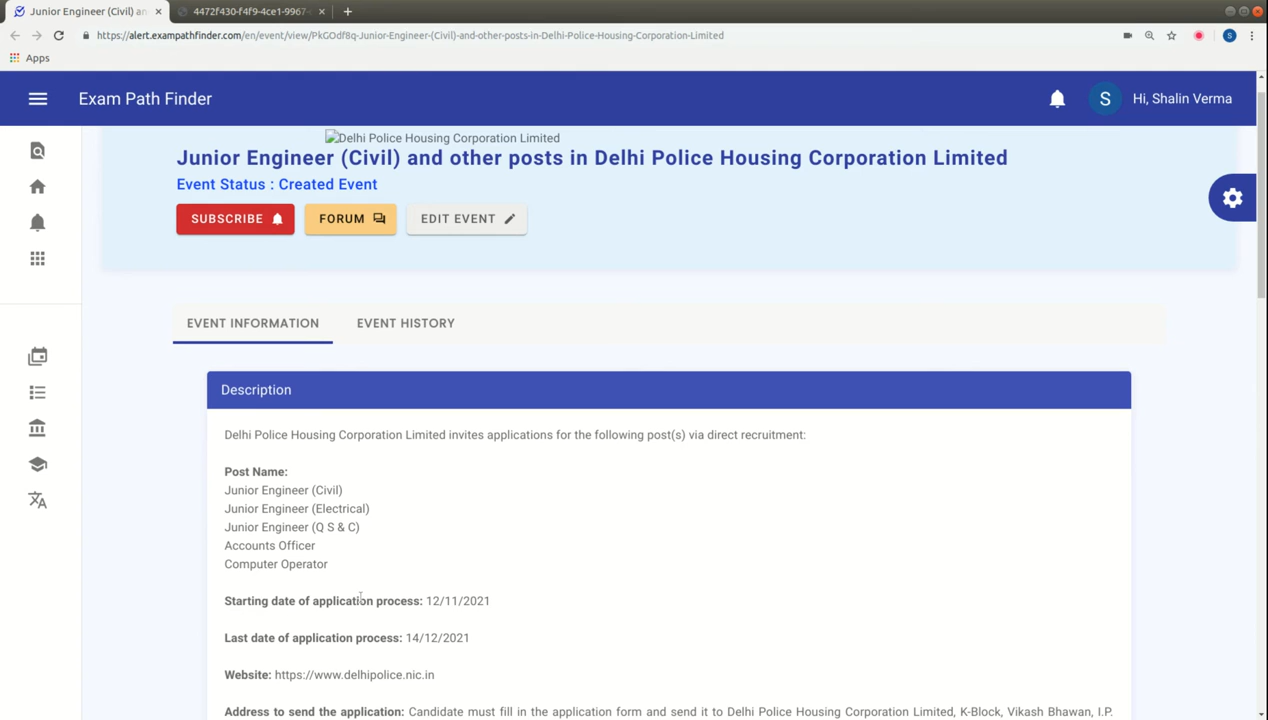 Junior Engineer (Civil) an
4472f430-f4f9-4ce1-9967-
https://alert.exampathfinder.com/en/event/view/PkGOdf8q-Junior-Engineer-(Civil)-and-other-posts-in-Delhi-Police-Housing-Corporation-Limited
S
Apps
Exam Path Finder
S
Hi, Shalin Verma
Delhi Police Housing Corporation Limited
Junior Engineer (Civil) and other posts in Delhi Police Housing Corporation Limited
Event Status : Created Event
SUBSCRIBE
FORUM
EDIT EVENT
EVENT INFORMATION
EVENT HISTORY
Description
Delhi Police Housing Corporation Limited invites applications for the following post(s) via direct recruitment:
Post Name:
Junior Engineer (Civil)
Junior Engineer (Electrical)
Junior Engineer (Q S & C)
Accounts Officer
Computer Operator
Starting date of application process: 12/11/2021
Last date of application process: 14/12/2021
Website: https://www.delhipolice.nic.in
Address to send the application: Candidate must fill in the application form and send it to Delhi Police Housing Corporation Limited, K-Block, Vikash Bhawan, I.P.